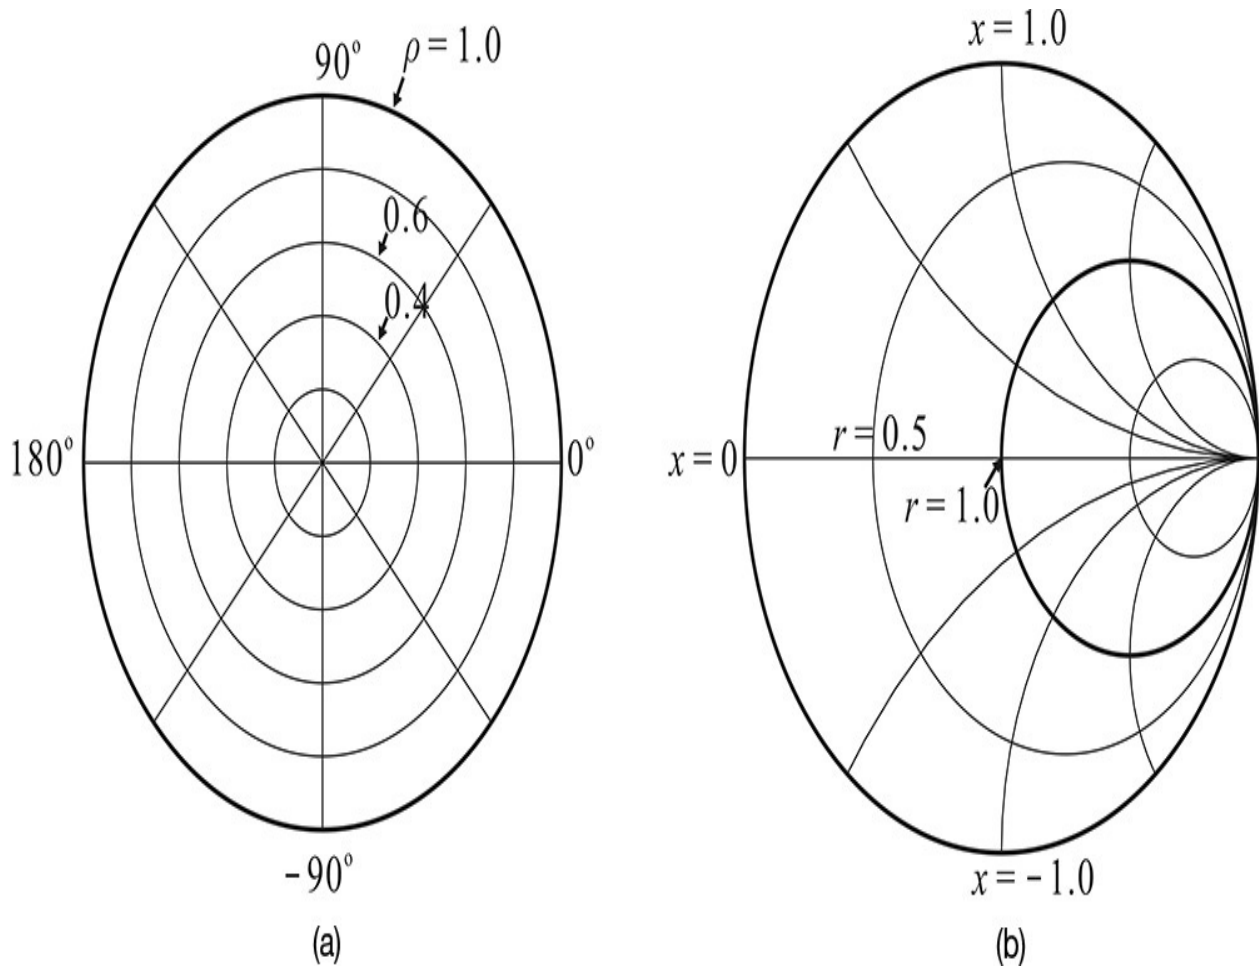 90°
ρ = 1.0
0.6
0.4
180°
0°
–90°
(a)
x = 1.0
r = 0.5
x = 0
r = 1.0
x = –1.0
(b)